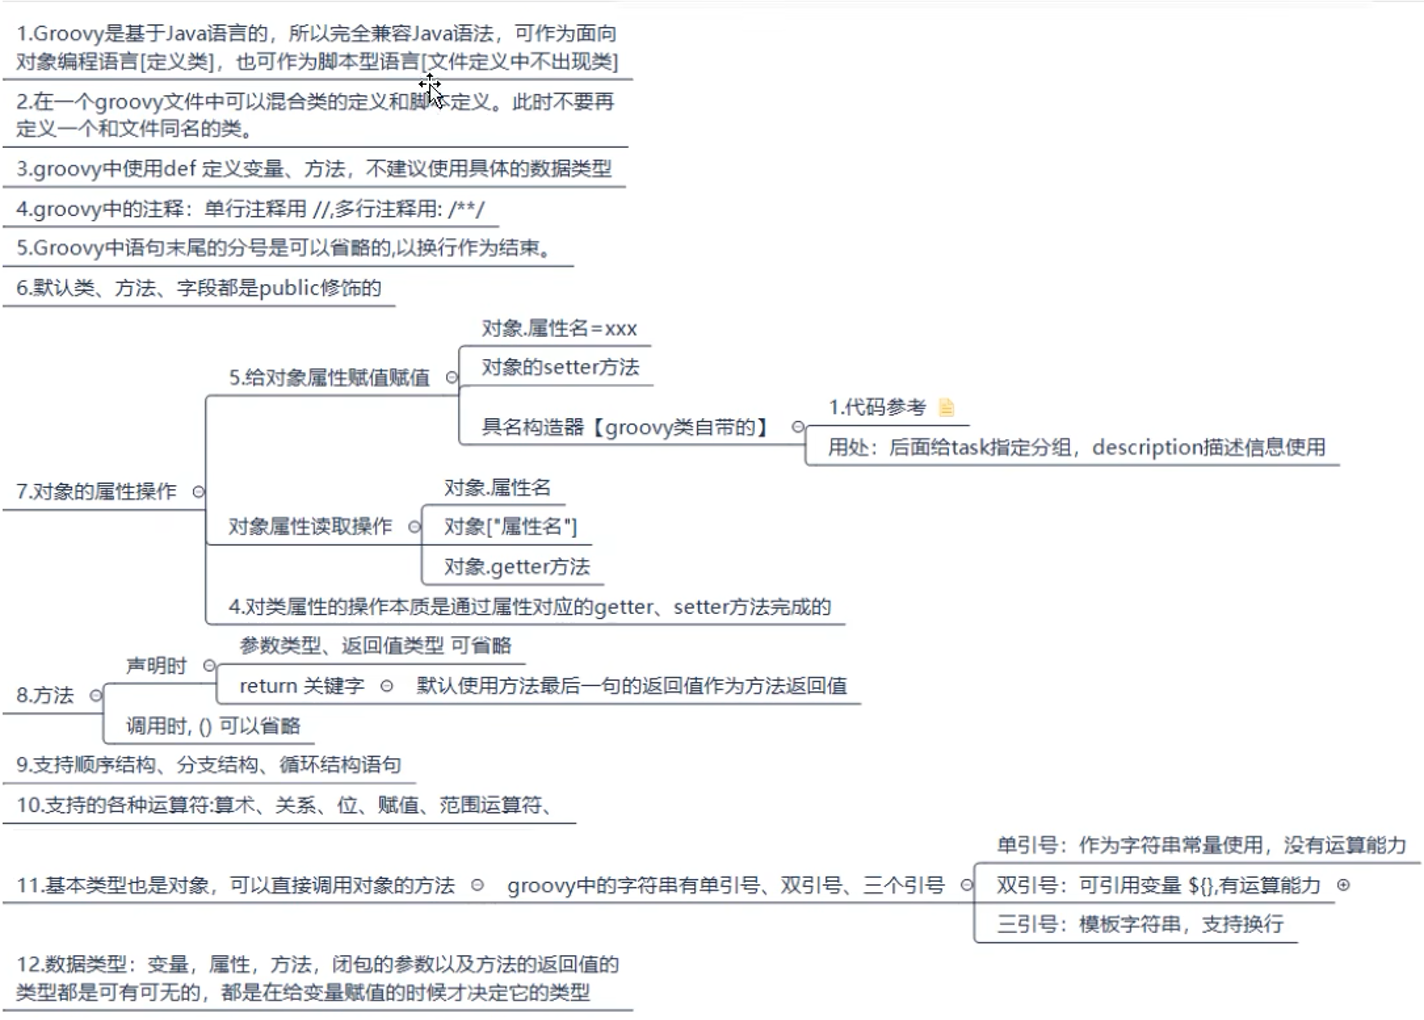 1.Groovy是基于Java语言的，所以完全兼容Java语法，可作为面向
对象编程语言[定义类]，也可作为脚本型语言[文件定义中不出现类]
2.在一个groovy文件中可以混合类的定义和脚本定义。此时不要再
定义一个和文件同名的类。
3.groovy中使用def 定义变量、方法，不建议使用具体的数据类型
4.groovy中的注释：单行注释用 //,多行注释用: /**/
5.Groovy中语句末尾的分号是可以省略的,以换行作为结束。
6.默认类、方法、字段都是public修饰的
7.对象的属性操作
5.给对象属性赋值赋值
对象.属性名=xxx
对象的setter方法
具名构造器【groovy类自带的】
1.代码参考
用处：后面给task指定分组，description描述信息使用
对象属性读取操作
对象.属性名
对象["属性名"]
对象.getter方法
4.对类属性的操作本质是通过属性对应的getter、setter方法完成的
8.方法
声明时
参数类型、返回值类型 可省略
return 关键字
默认使用方法最后一句的返回值作为方法返回值
调用时, () 可以省略
9.支持顺序结构、分支结构、循环结构语句
10.支持的各种运算符:算术、关系、位、赋值、范围运算符、
11.基本类型也是对象，可以直接调用对象的方法
groovy中的字符串有单引号、双引号、三个引号
单引号：作为字符串常量使用，没有运算能力
双引号：可引用变量 ${},有运算能力
三引号：模板字符串，支持换行
12.数据类型：变量，属性，方法，闭包的参数以及方法的返回值的
类型都是可有可无的，都是在给变量赋值的时候才决定它的类型